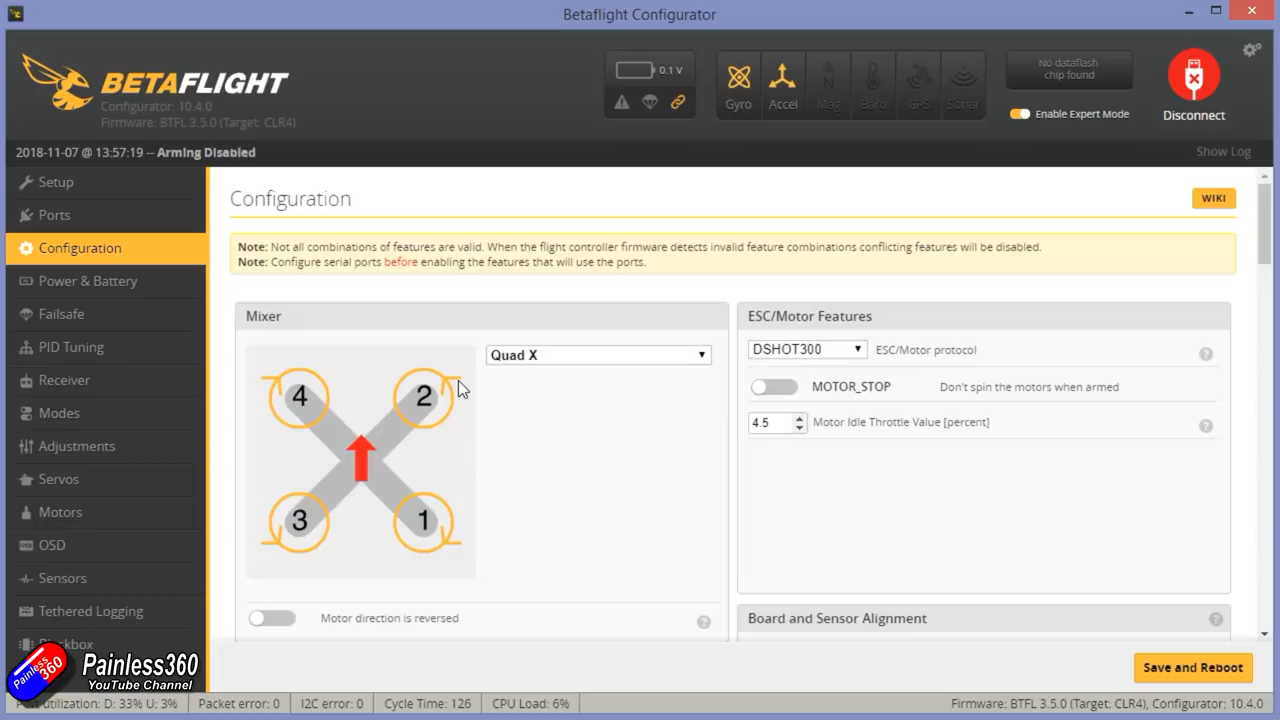 Betaflight Configurator
BETAFLIGHT
Configurator: 10.4.0
Firmware: BTFL 3.5.0 (Target: CLR4)
0.1 V
Gyro
Accel
Mag
Baro
GPS
Sonar
No dataflash
chip found
Enable Expert Mode
Disconnect
2018-11-07 @ 13:57:19 -- Arming Disabled
Show Log
Setup
Ports
Configuration
Power & Battery
Failsafe
PID Tuning
Receiver
Modes
Adjustments
Servos
Motors
OSD
Sensors
Tethered Logging
Blackbox
Configuration
WIKI
Note: Not all combinations of features are valid. When the flight controller firmware detects invalid feature combinations conflicting features will be disabled.
Note: Configure serial ports before enabling the features that will use the ports.
Mixer
Quad X
4
2
3
1
Motor direction is reversed
ESC/Motor Features
DSHOT300
ESC/Motor protocol
MOTOR_STOP
Don't spin the motors when armed
4.5
Motor Idle Throttle Value [percent]
Board and Sensor Alignment
Save and Reboot
Painless360
Painless360
YouTube Channel
Port utilization: D: 33% U: 3%
Packet error: 0
I2C error: 0
Cycle Time: 126
CPU Load: 6%
Firmware: BTFL 3.5.0 (Target: CLR4), Configurator: 10.4.0